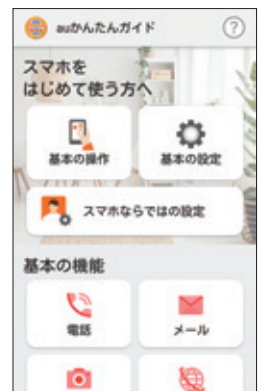 auかんたんガイド
?
スマホを
はじめて使う方へ
基本の操作
基本の設定
スマホならではの設定
基本の機能
電話
メール